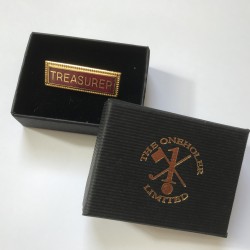 TREASURER
THE ONEHOLER
LIMITED